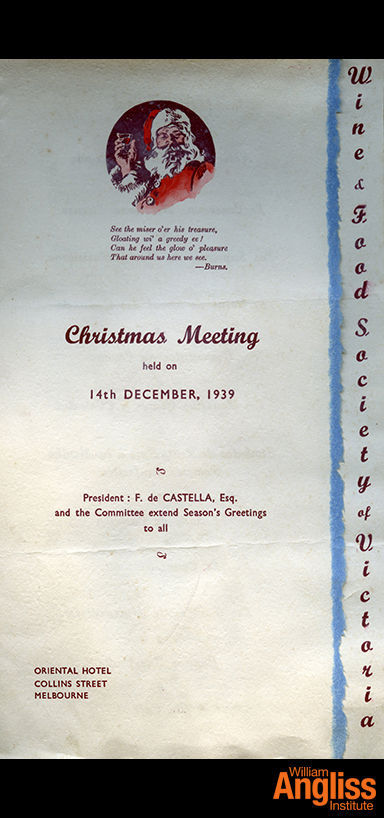 See the miser o'er his treasure,
Gloating wi' a greedy ee!
Can he feel the glow o' pleasure
That around us here we see.
—Burns.
Christmas Meeting
held on
14th DECEMBER, 1939
President : F. de CASTELLA, Esq.
and the Committee extend Season's Greetings
to all
ORIENTAL HOTEL
COLLINS STREET
MELBOURNE
Wine & Food Society of Victoria
William
Angliss
Institute